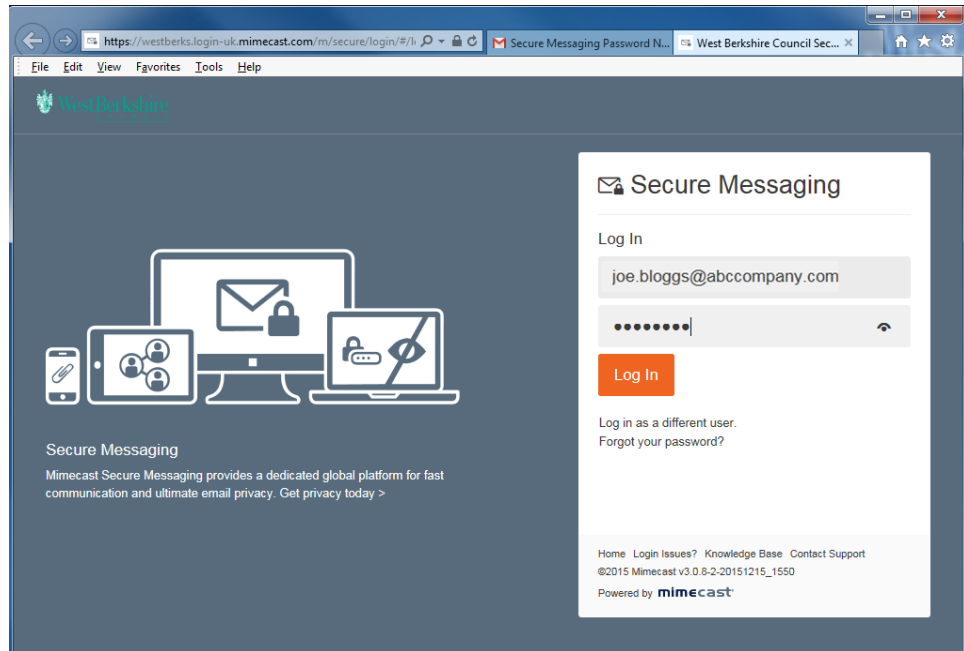 https://westberks.login-uk.mimecast.com/m/secure/login/#/l
Secure Messaging Password N...
West Berkshire Council Sec...
File Edit View Favorites Tools Help
West Berkshire
Secure Messaging
Log In
joe.bloggs@abccompany.com
••••••••
Log In
Log in as a different user.
Forgot your password?
Secure Messaging
Mimecast Secure Messaging provides a dedicated global platform for fast
communication and ultimate email privacy. Get privacy today >
Home Login Issues? Knowledge Base Contact Support
©2015 Mimecast v3.0.8-2-20151215_1550
Powered by mimecast